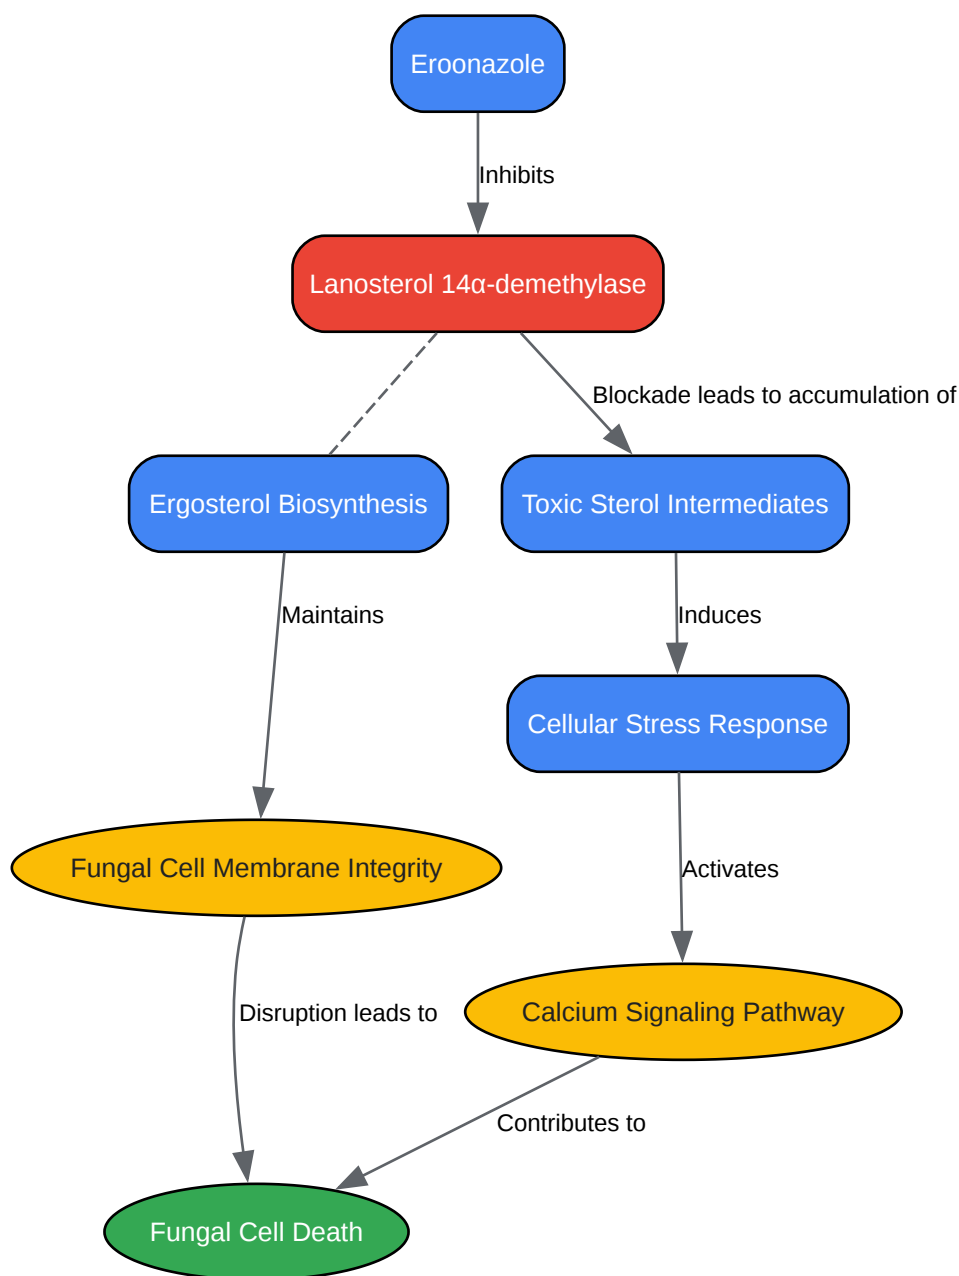 Eroonazole
Inhibits
Lanosterol 14α-demethylase
Blockade leads to accumulation of
Ergosterol Biosynthesis
Toxic Sterol Intermediates
Maintains
Induces
Cellular Stress Response
Fungal Cell Membrane Integrity
Activates
Disruption leads to
Calcium Signaling Pathway
Contributes to
Fungal Cell Death